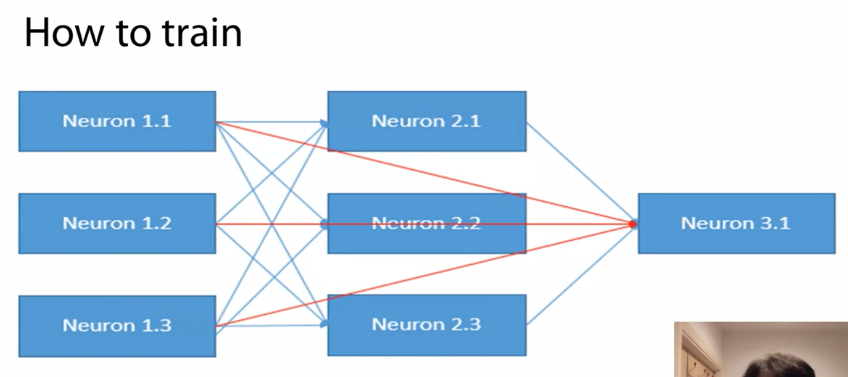 How to train
Neuron 1.1
Neuron 2.1
Neuron 1.2
Neuron 2.2
Neuron 3.1
Neuron 1.3
Neuron 2.3